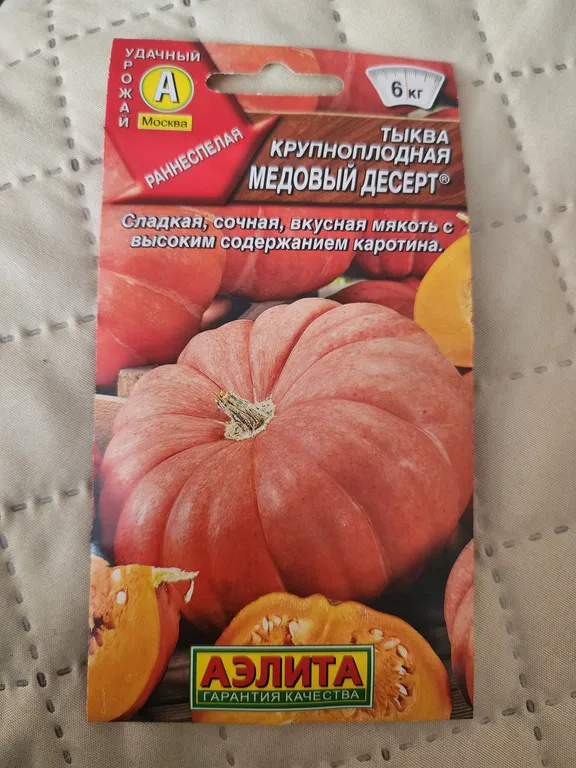 УДАЧНЫЙ
УРОЖАЙ
А
Москва
РАННЕСПЕЛАЯ
6 кг
ТЫКВА
КРУПНОПЛОДНАЯ
МЕДОВЫЙ ДЕСЕРТ®
Сладкая, сочная, вкусная мякоть с
высоким содержанием каротина.
АЭЛИТА
ГАРАНТИЯ КАЧЕСТВА